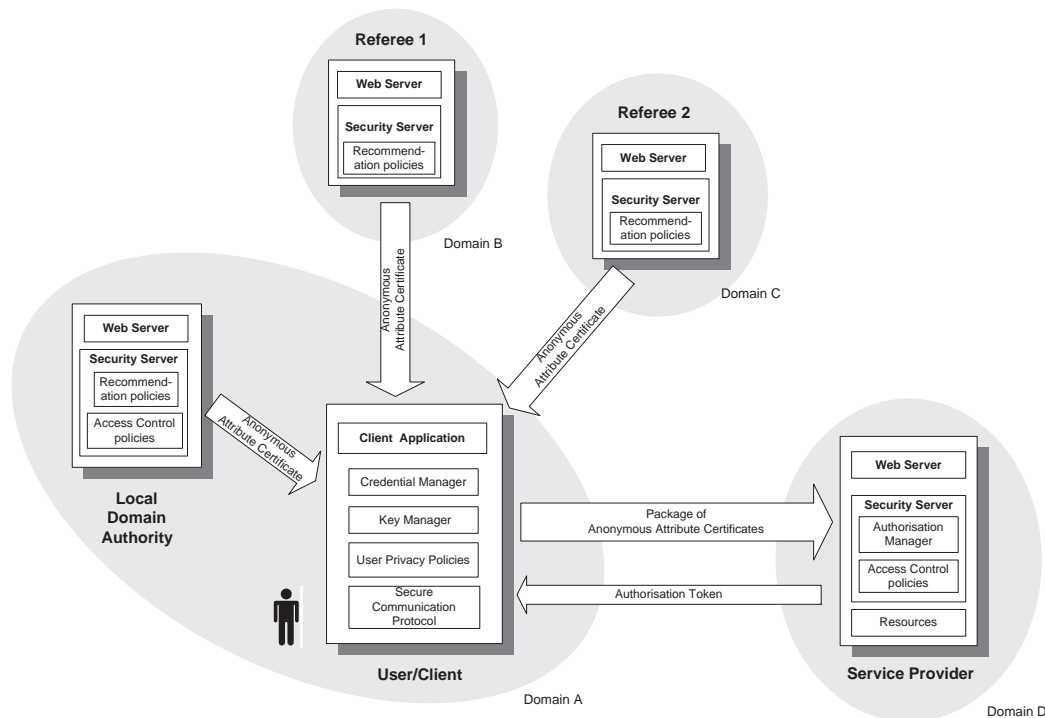 Referee 1
Web Server
Security Server
Recommend-
ation policies
Domain B
Referee 2
Web Server
Security Server
Recommend-
ation policies
Domain C
Anonymous
Attribute Certificate
Anonymous
Attribute Certificate
Web Server
Security Server
Recommend-
ation policies
Access Control
policies
Local
Domain
Authority
Anonymous
Attribute Certificate
Client Application
Credential Manager
Key Manager
User Privacy Policies
Secure
Communication
Protocol
User/Client
Domain A
Package of
Anonymous Attribute Certificates
Authorisation Token
Web Server
Security Server
Authorisation
Manager
Access Control
policies
Resources
Service Provider
Domain D